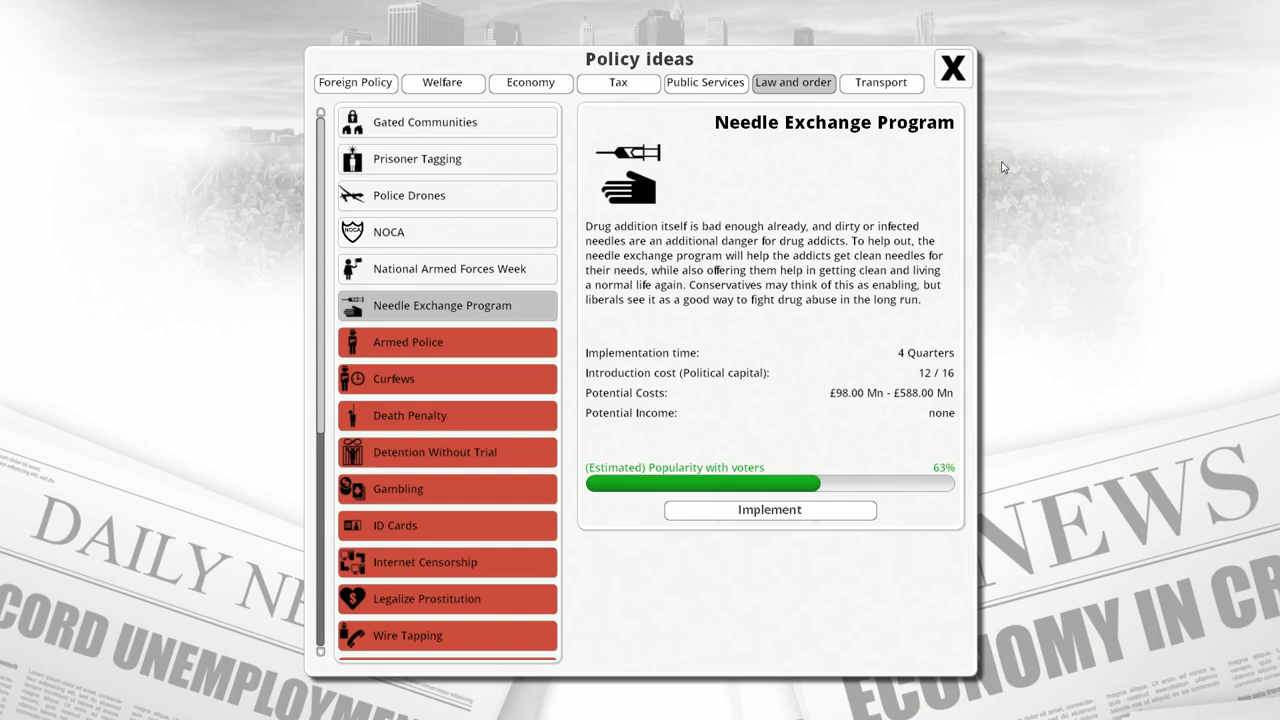 Policy ideas
X
Foreign Policy
Welfare
Economy
Tax
Public Services
Law and order
Transport
Gated Communities
Prisoner Tagging
Police Drones
NOCA
NOCA
National Armed Forces Week
Needle Exchange Program
Armed Police
Curfews
Death Penalty
Detention Without Trial
Gambling
ID Cards
Internet Censorship
Legalize Prostitution
Wire Tapping
Needle Exchange Program
Drug addition itself is bad enough already, and dirty or infected
needles are an additional danger for drug addicts. To help out, the
needle exchange program will help the addicts get clean needles for
their needs, while also offering them help in getting clean and living
a normal life again. Conservatives may think of this as enabling, but
liberals see it as a good way to fight drug abuse in the long run.
Implementation time: 4 Quarters
Introduction cost (Political capital): 12 / 16
Potential Costs: £98.00 Mn - £588.00 Mn
Potential Income: none
(Estimated) Popularity with voters 63%
Implement
DAILY NE
CORD UNEMPLOYM
NEWS
ECONOMY IN CR